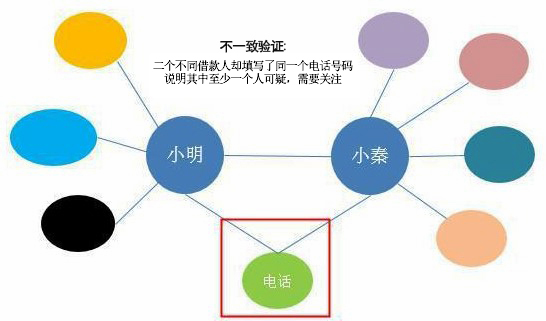 不一致验证:
二个不同借款人却填写了同一个电话号码
说明其中至少一个人可疑，需要关注
小明
小秦
电话